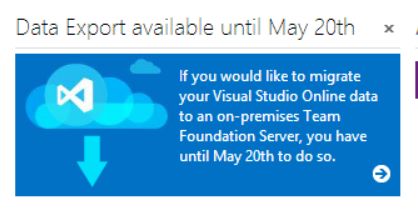 Data Export available until May 20th ×
If you would like to migrate
your Visual Studio Online data
to an on-premises Team
Foundation Server, you have
until May 20th to do so.